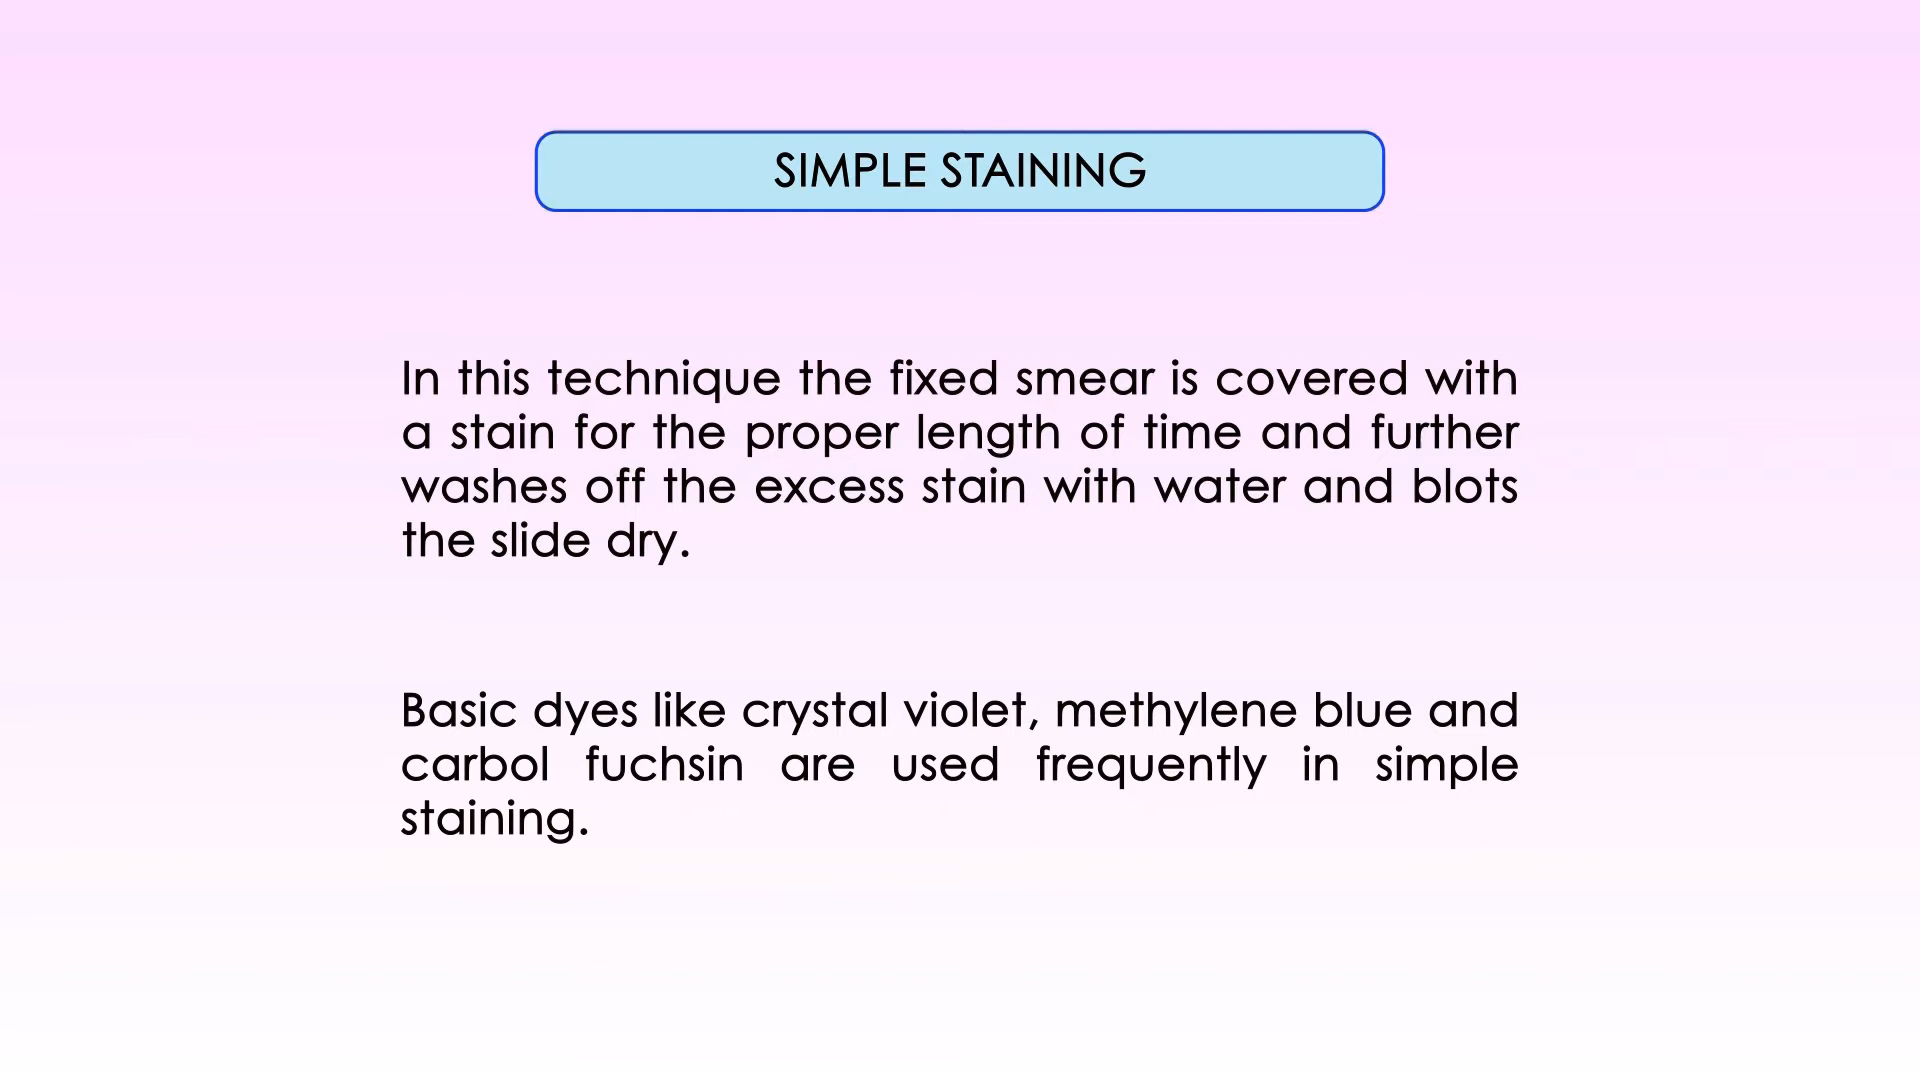 SIMPLE STAINING
In this technique the fixed smear is covered with
a stain for the proper length of time and further
washes off the excess stain with water and blots
the slide dry.
Basic dyes like crystal violet, methylene blue and
carbol fuchsin are used frequently in simple
staining.